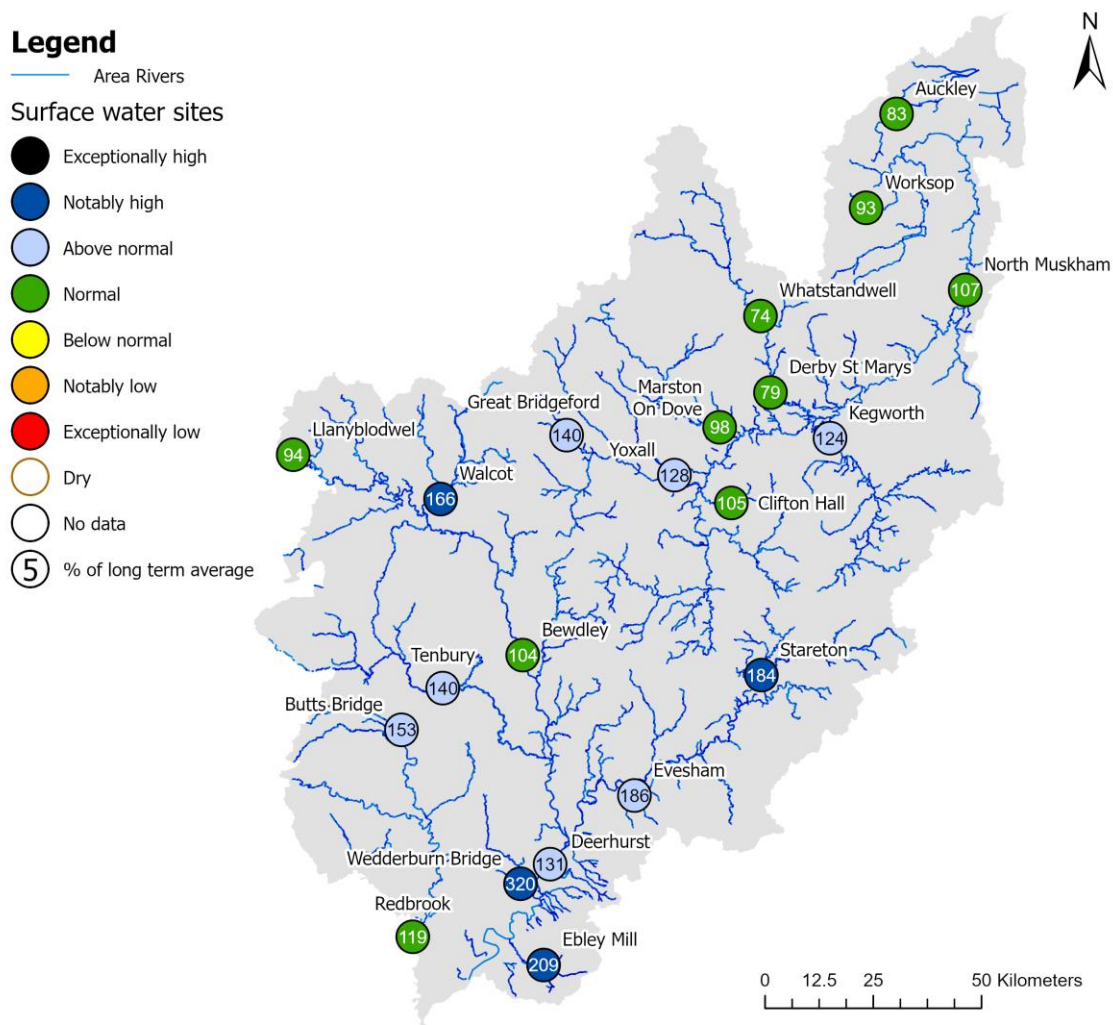 Legend
Area Rivers
Surface water sites
Exceptionally high
Notably high
Above normal
Normal
Below normal
Notably low
Exceptionally low
Dry
No data
5 % of long term average
N
Auckley
83
Worksop
93
North Muskham
107
Whatstandwell
74
Derby St Marys
79
Marston
On Dove
98
Kegworth
124
Great Bridgeford
140
Yoxall
128
Clifton Hall
105
Llanyblodwel
94
Walcot
166
Bewdley
104
Stareton
184
Tenbury
140
Butts Bridge
153
Evesham
186
Deerhurst
131
Wedderburn Bridge
320
Redbrook
119
Ebley Mill
209
0 12.5 25 50 Kilometers